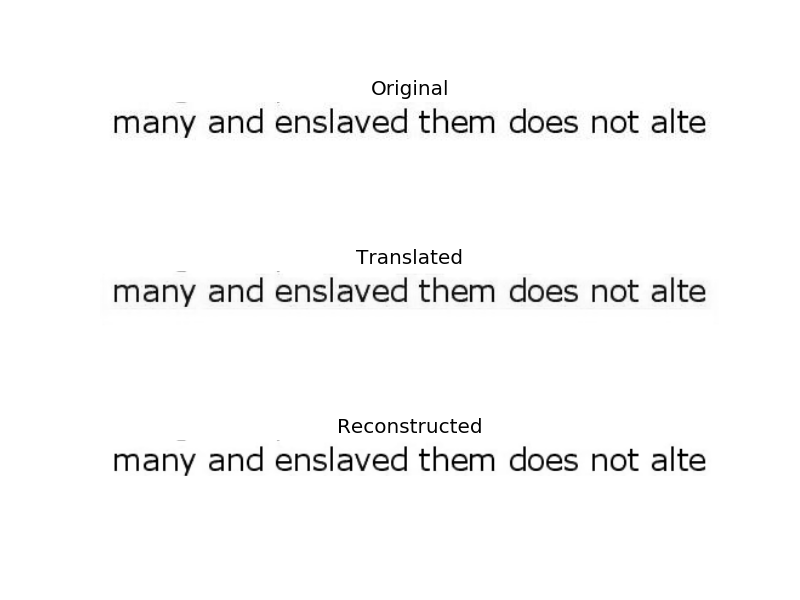 Original
many and enslaved them does not alte
Translated
many and enslaved them does not alte
Reconstructed
many and enslaved them does not alte